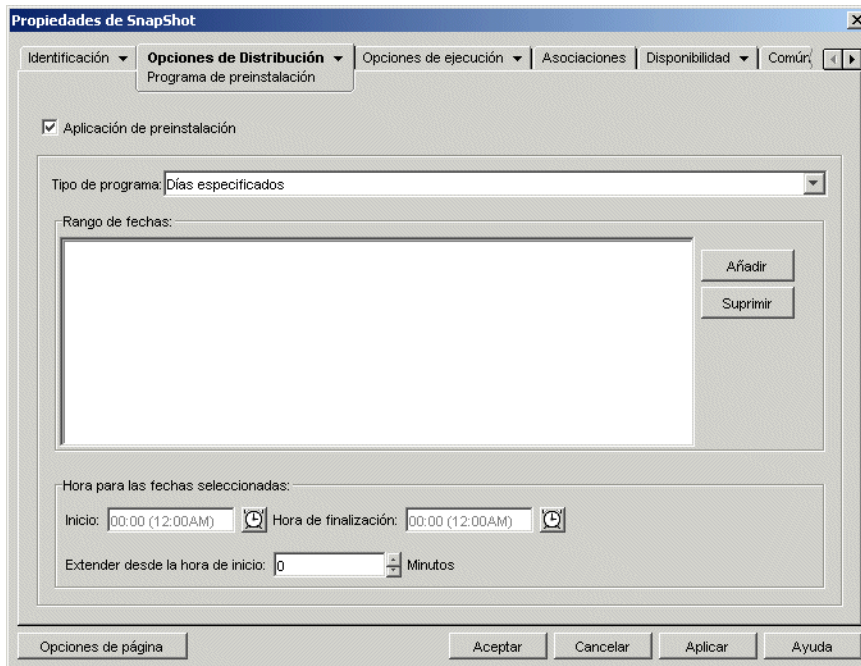 Propiedades de SnapShot
Identificación
Opciones de Distribución
Opciones de ejecución
Asociaciones
Disponibilidad
Común
Programa de preinstalación
Aplicación de preinstalación
Tipo de programa: Días especificados
Rango de fechas:
Añadir
Suprimir
Hora para las fechas seleccionadas:
Inicio: 00:00 (12:00AM) Hora de finalización: 00:00 (12:00AM)
Extender desde la hora de inicio: 0 Minutos
Opciones de página
Aceptar
Cancelar
Aplicar
Ayuda